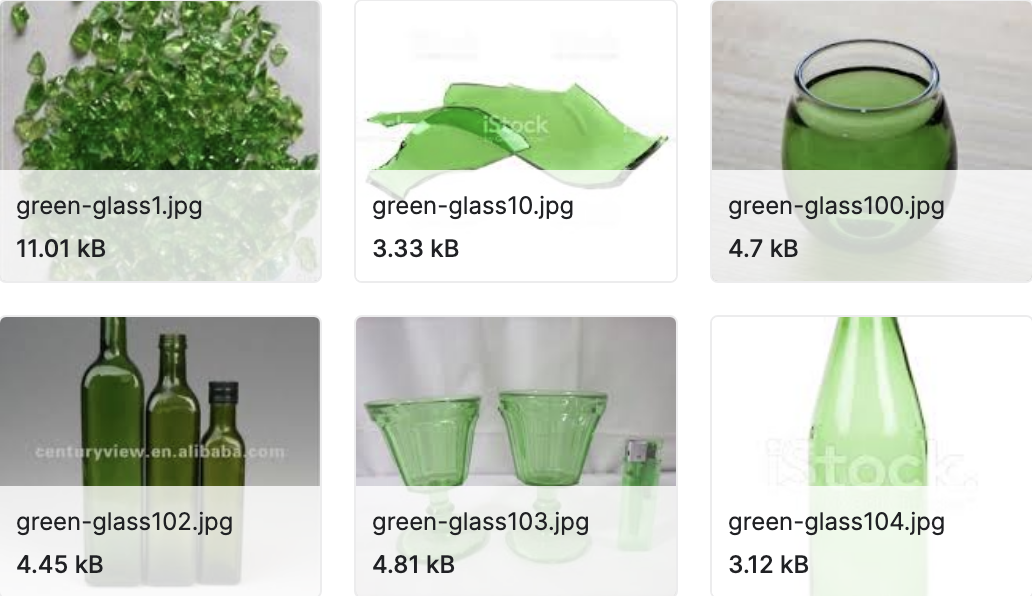 iStock
green-glass1.jpg
11.01 kB
green-glass10.jpg
3.33 kB
green-glass100.jpg
4.7 kB
centuryview.en.alibaba.com
iStock
green-glass102.jpg
4.45 kB
green-glass103.jpg
4.81 kB
green-glass104.jpg
3.12 kB